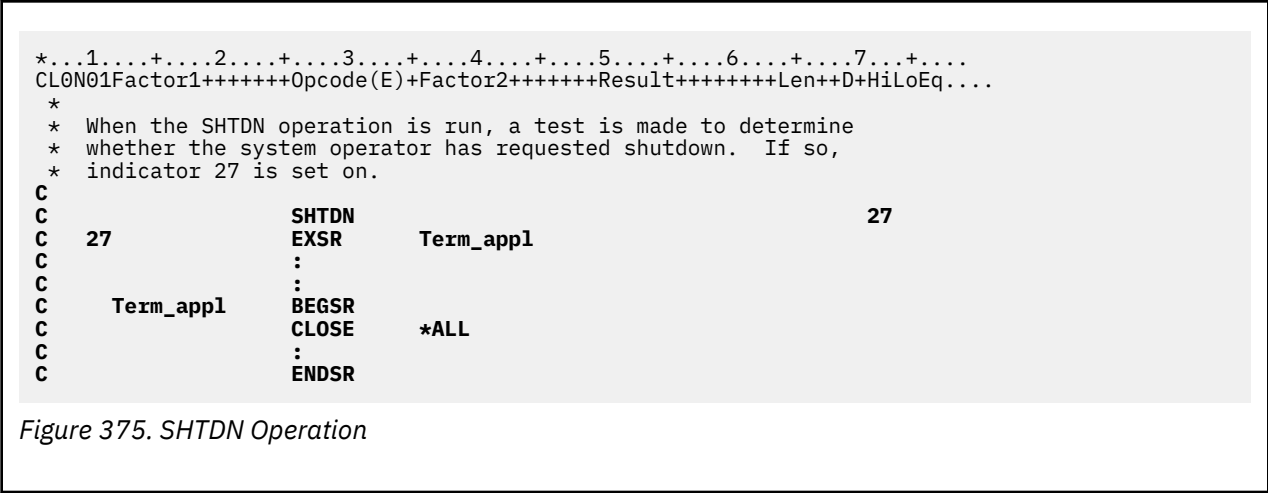 *...1....+....2....+....3....+....4....+....5....+....6....+....7...+....
CL0N01Factor1+++++++Opcode(E)+Factor2+++++++Result++++++++Len++D+HiLoEq....
*
* When the SHTDN operation is run, a test is made to determine
* whether the system operator has requested shutdown. If so,
* indicator 27 is set on.
C
C SHTDN 27
C 27 EXSR Term_appl
C :
C :
C Term_appl BEGSR
C CLOSE *ALL
C :
C ENDSR
Figure 375. SHTDN Operation